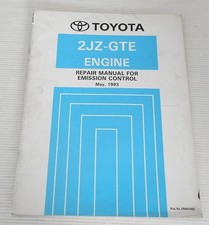 TOYOTA
2JZ-GTE
ENGINE
REPAIR MANUAL FOR
EMISSION CONTROL
May, 1993